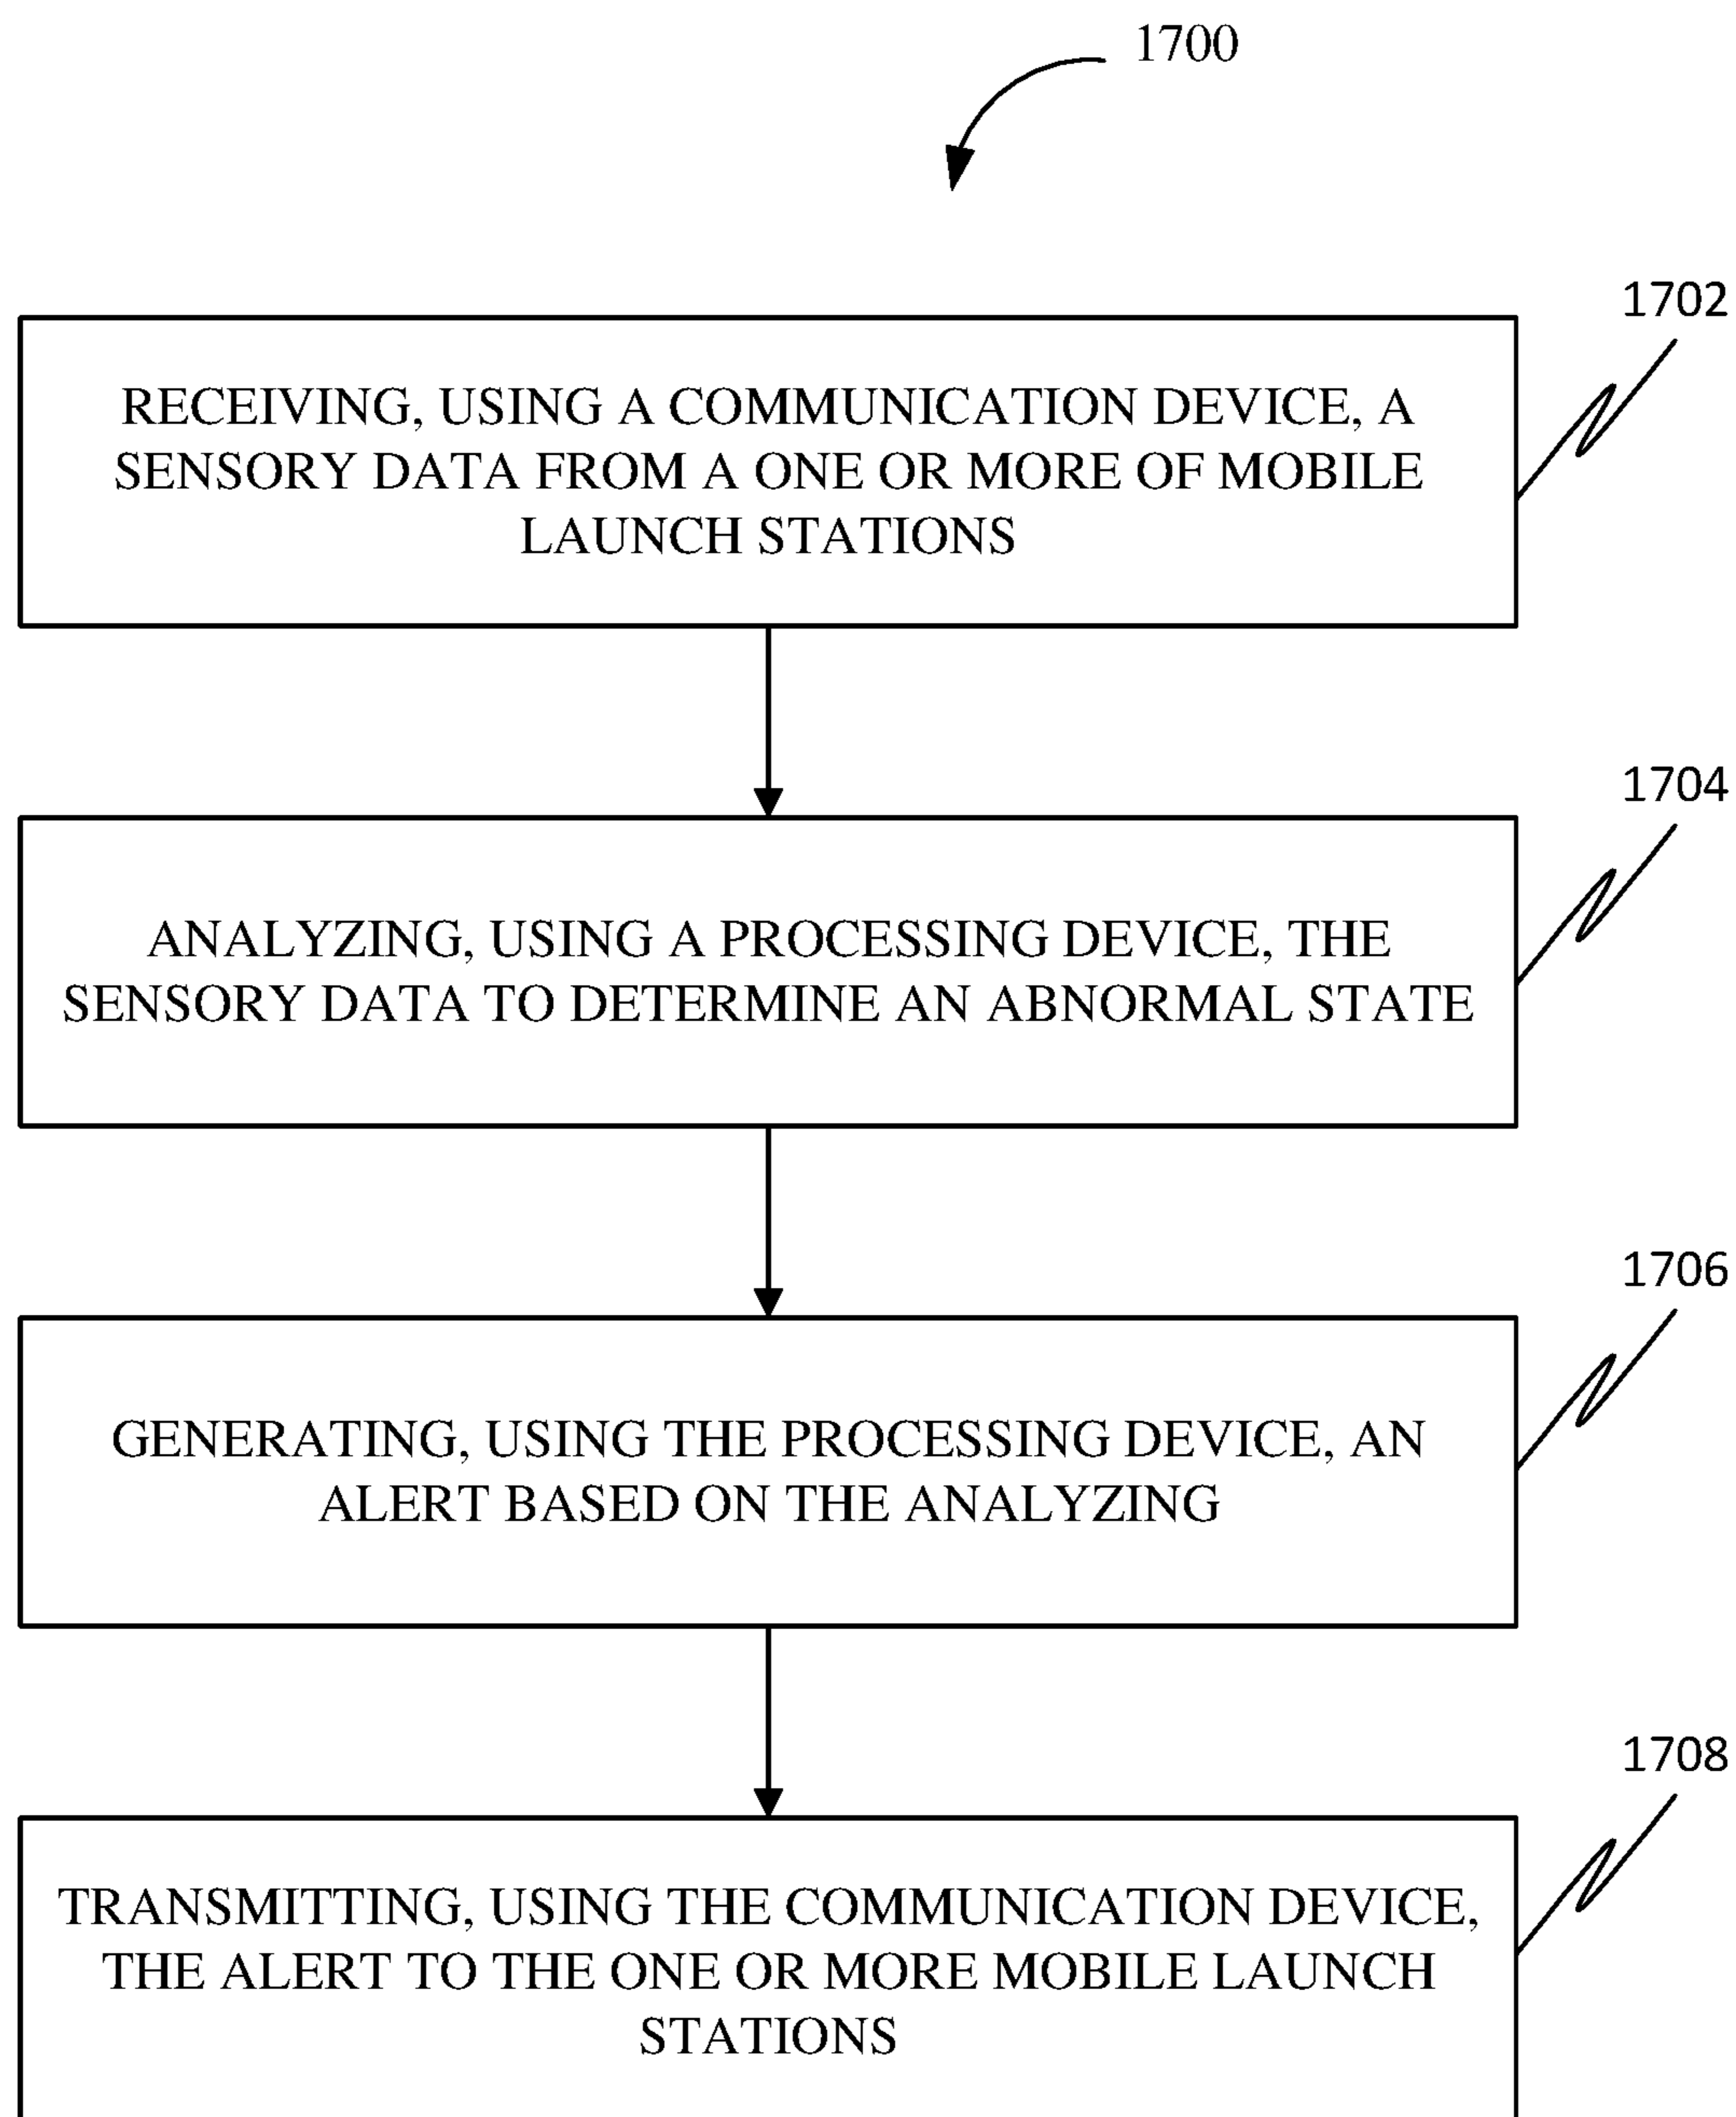 1700
1702
RECEIVING, USING A COMMUNICATION DEVICE, A
SENSORY DATA FROM A ONE OR MORE OF MOBILE
LAUNCH STATIONS
1704
ANALYZING, USING A PROCESSING DEVICE, THE
SENSORY DATA TO DETERMINE AN ABNORMAL STATE
1706
GENERATING, USING THE PROCESSING DEVICE, AN
ALERT BASED ON THE ANALYZING
1708
TRANSMITTING, USING THE COMMUNICATION DEVICE,
THE ALERT TO THE ONE OR MORE MOBILE LAUNCH
STATIONS